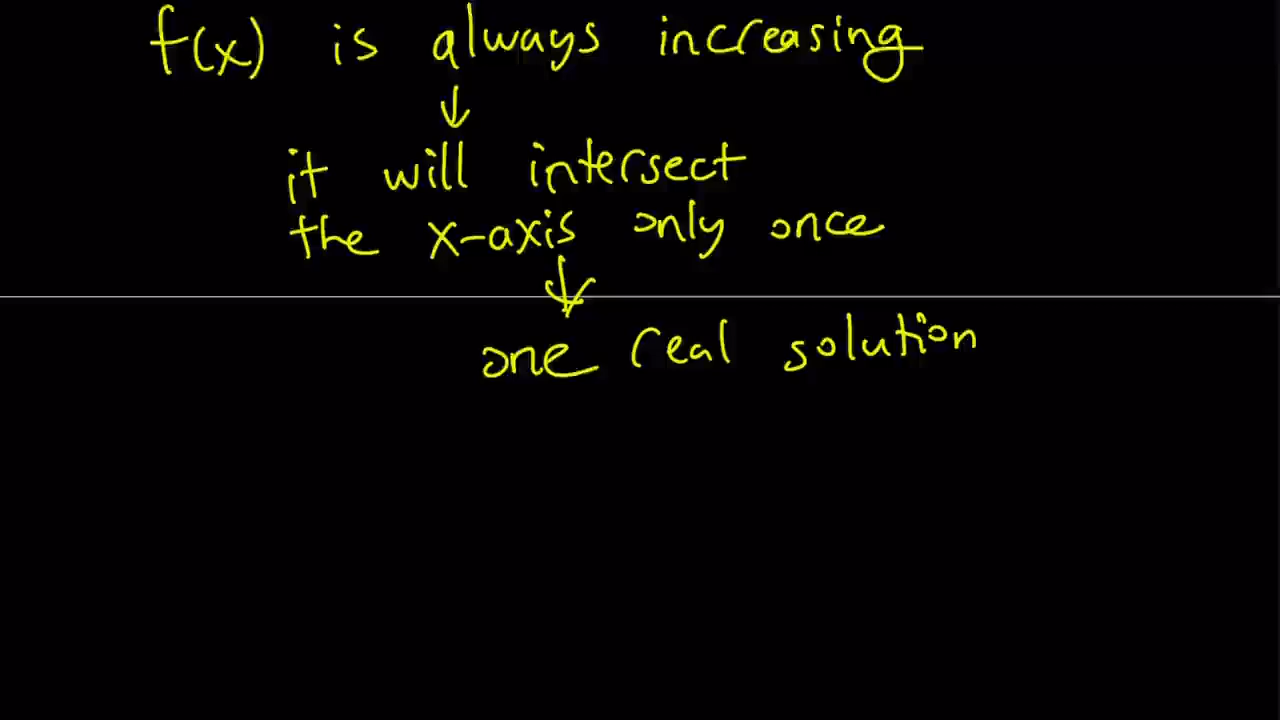 f(x) is always increasing
↓
it will intersect
the x-axis only once
↓
one real solution